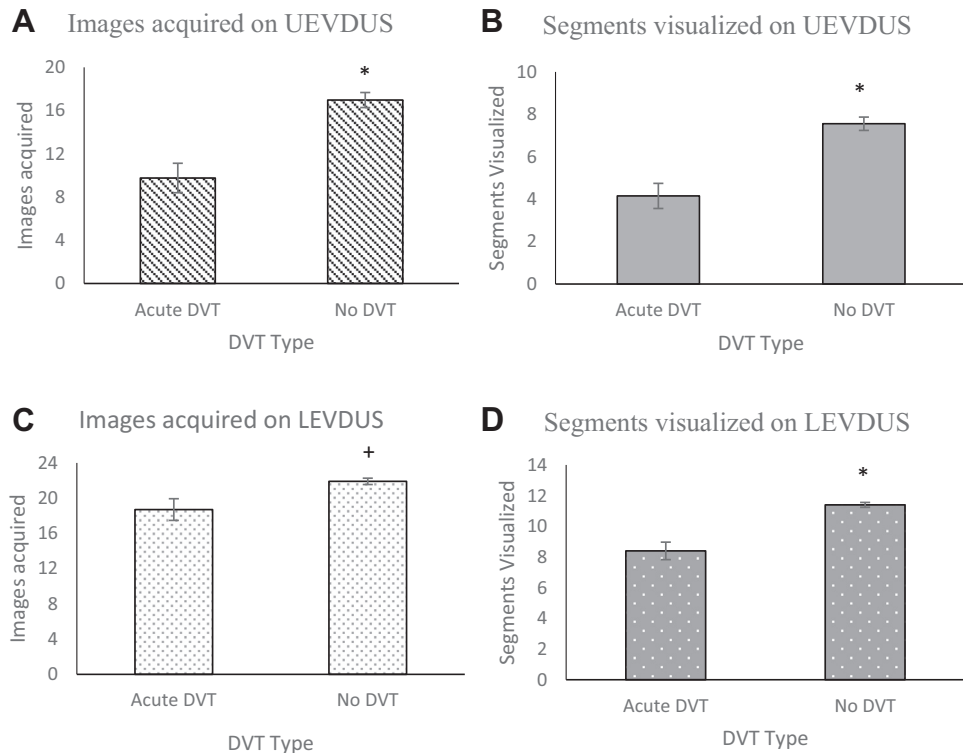 A Images acquired on UEVDUS
Images acquired
20
16
12
8
4
0
*
Acute DVT No DVT
DVT Type
B Segments visualized on UEVDUS
Segments Visualized
10
8
6
4
2
0
*
Acute DVT No DVT
DVT Type
C Images acquired on LEVDUS
Images acquired
24
20
16
12
8
4
0
+
Acute DVT No DVT
DVT Type
D Segments visualized on LEVDUS
Segments Visualized
14
12
10
8
6
4
2
0
*
Acute DVT No DVT
DVT Type